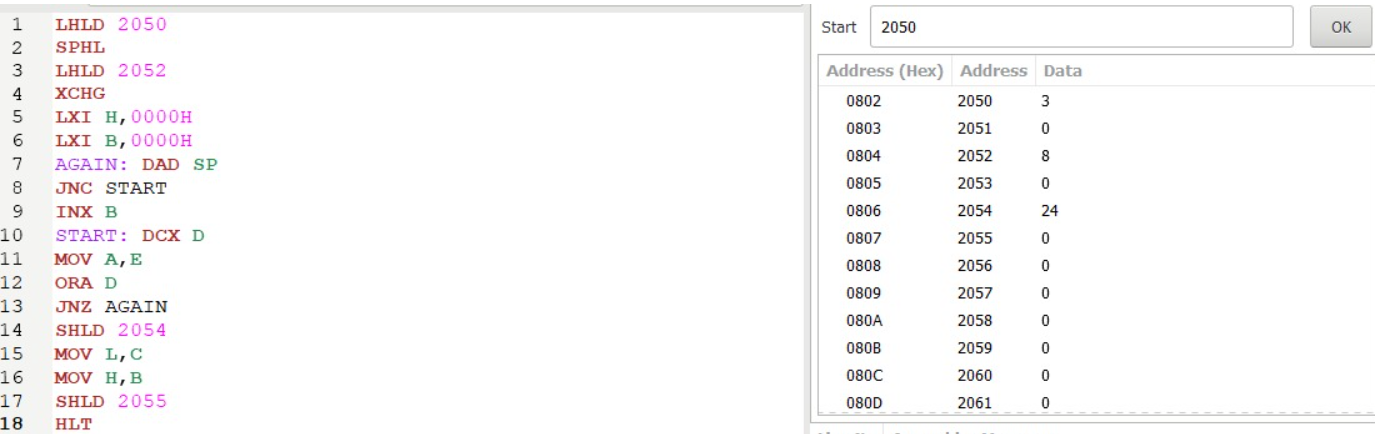 1 LHLD 2050
2 SPHL
3 LHLD 2052
4 XCHG
5 LXI H,0000H
6 LXI B,0000H
7 AGAIN: DAD SP
8 JNC START
9 INX B
10 START: DCX D
11 MOV A,E
12 ORA D
13 JNZ AGAIN
14 SHLD 2054
15 MOV L,C
16 MOV H,B
17 SHLD 2055
18 HLT
Start 2050 OK
Address (Hex) Address Data
0802 2050 3
0803 2051 0
0804 2052 8
0805 2053 0
0806 2054 24
0807 2055 0
0808 2056 0
0809 2057 0
080A 2058 0
080B 2059 0
080C 2060 0
080D 2061 0